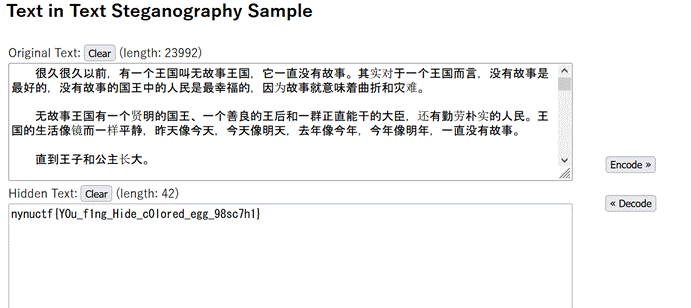 Text in Text Steganography Sample
Original Text: Clear (length: 23992)
很久很久以前，有一个王国叫无故事王国，它一直没有故事。其实对于一个王国而言，没有故事是
最好的，没有故事的国王中的人民是最幸福的，因为故事就意味着曲折和灾难。
无故事王国有一个贤明的国王、一个善良的王后和一群正直能干的大臣，还有勤劳朴实的人民。王
国的生活像镜而一样平静，昨天像今天，今天像明天，去年像今年，今年像明年，一直没有故事。
直到王子和公主长大。
Encode »
Hidden Text: Clear (length: 42)
« Decode
nynuctf{Y0u_f1ng_Hide_c0lored_egg_98sc7h1}